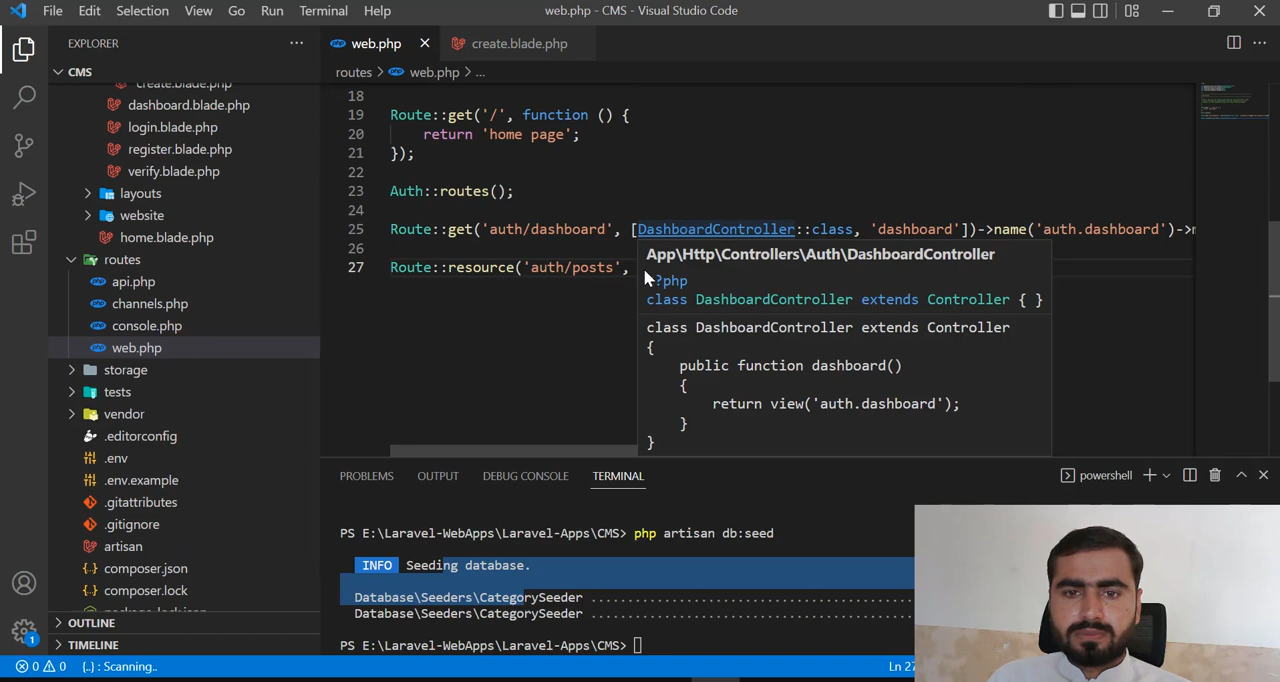 File Edit Selection View Go Run Terminal Help web.php - CMS - Visual Studio Code
EXPLORER
CMS
create.blade.php
dashboard.blade.php
login.blade.php
register.blade.php
verify.blade.php
layouts
website
home.blade.php
routes
api.php
channels.php
console.php
web.php
storage
tests
vendor
.editorconfig
.env
.env.example
.gitattributes
.gitignore
artisan
composer.json
composer.lock
package-lock.json
OUTLINE
TIMELINE
web.php
create.blade.php
routes > web.php > ...
18
19 Route::get('/', function () {
20 return 'home page';
21 });
22
23 Auth::routes();
24
25 Route::get('auth/dashboard', [DashboardController::class, 'dashboard'])->name('auth.dashboard')->
26
27 Route::resource('auth/posts',
App\Http\Controllers\Auth\DashboardController
<?php
class DashboardController extends Controller { }
class DashboardController extends Controller
{
public function dashboard()
{
return view('auth.dashboard');
}
}
PROBLEMS OUTPUT DEBUG CONSOLE TERMINAL
powershell
PS E:\Laravel-WebApps\Laravel-Apps\CMS> php artisan db:seed
INFO Seeding database.
Database\Seeders\CategorySeeder ........................................
Database\Seeders\CategorySeeder ........................................
PS E:\Laravel-WebApps\Laravel-Apps\CMS>
1
0 0 {..} : Scanning..
Ln 27